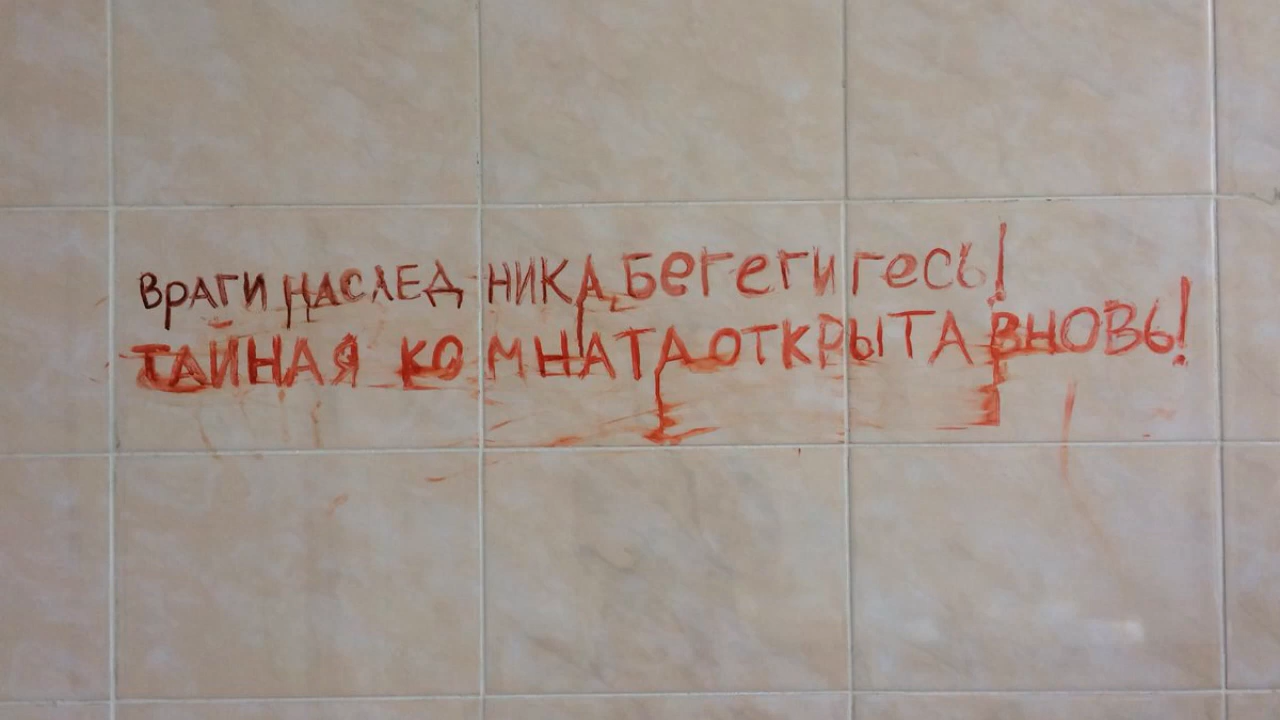 Враги наследника бегегигесь!
ТАЙНАЯ КОМНАТА ОТКРЫТА ВНОВЬ!